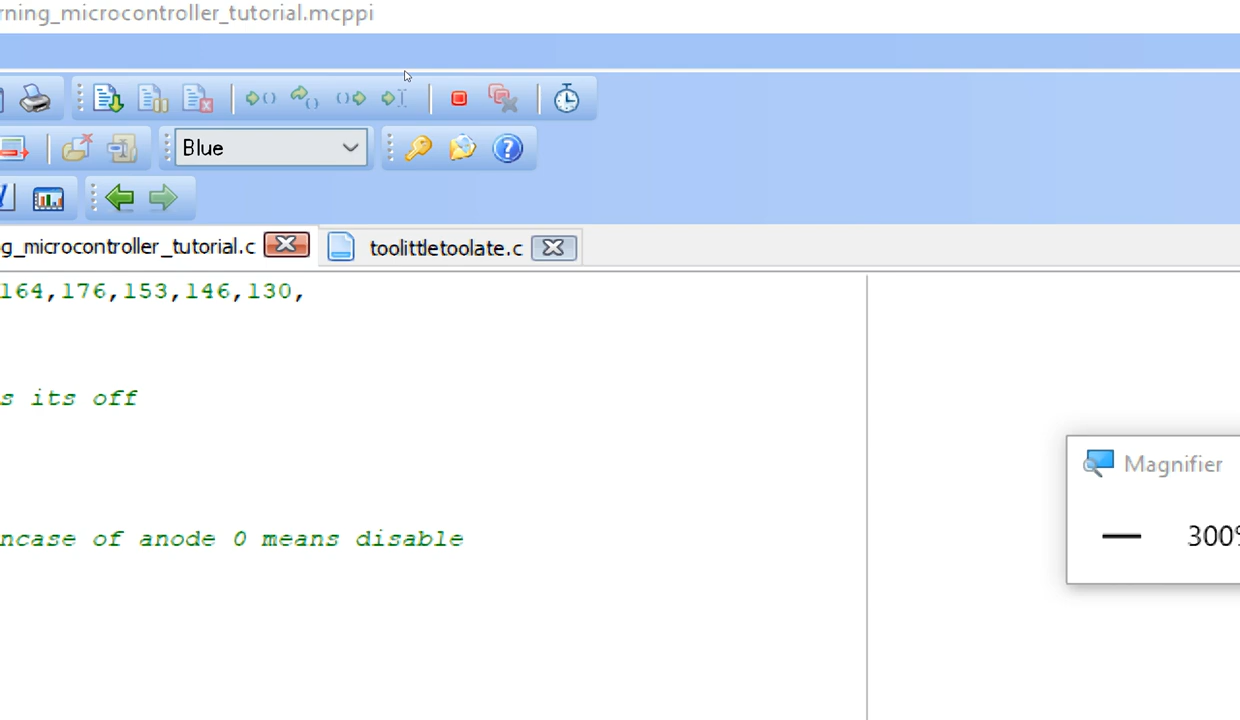 rning_microcontroller_tutorial.mcppi
Blue
g_microcontroller_tutorial.c
toolittletoolate.c
164,176,153,146,130,
s its off
Magnifier
300%
ncase of anode 0 means disable